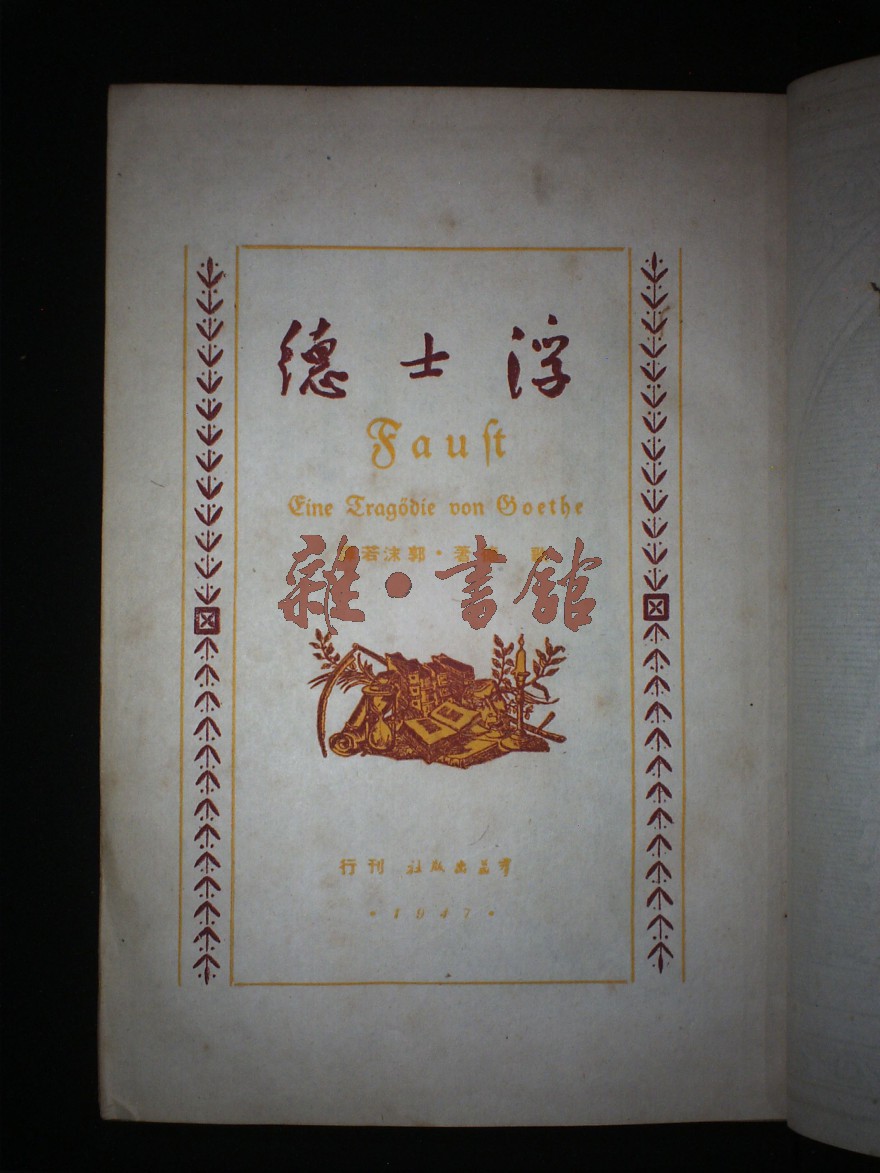 浮士德
Faust
Eine Tragödie von Goethe
著・郭沫若
雜·書館
羣益出版社 刊行
·1947·